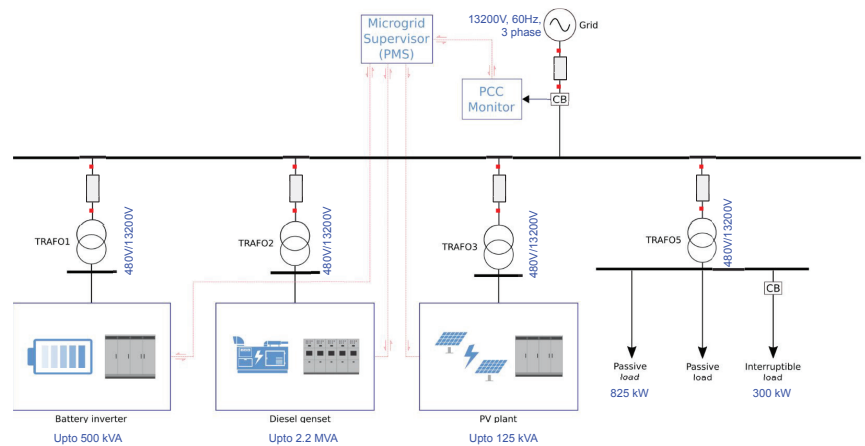 13200V, 60Hz,
3 phase
Grid
Microgrid
Supervisor
(PMS)
PCC
Monitor
CB
TRAFO1
480V/13200V
TRAFO2
480V/13200V
TRAFO3
480V/13200V
TRAFO5
480V/13200V
CB
Passive
load
825 kW
Passive
load
Interruptible
load
300 kW
Battery inverter
Upto 500 kVA
Diesel genset
Upto 2.2 MVA
PV plant
Upto 125 kVA